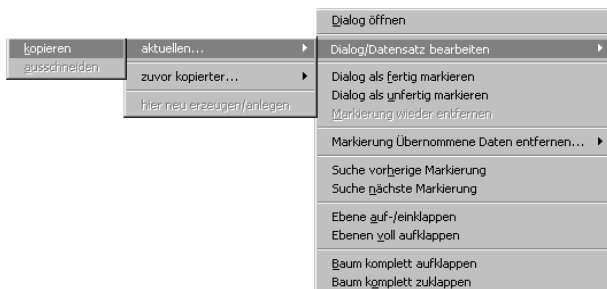 Dialog öffnen
Dialog/Datensatz bearbeiten
aktuellen...
kopieren
ausschneiden
zuvor kopierter...
hier neu erzeugen/anlegen
Dialog als fertig markieren
Dialog als unfertig markieren
Markierung wieder entfernen
Markierung Übernommene Daten entfernen...
Suche vorherige Markierung
Suche nächste Markierung
Ebene auf-/einklappen
Ebenen voll aufklappen
Baum komplett aufklappen
Baum komplett zuklappen